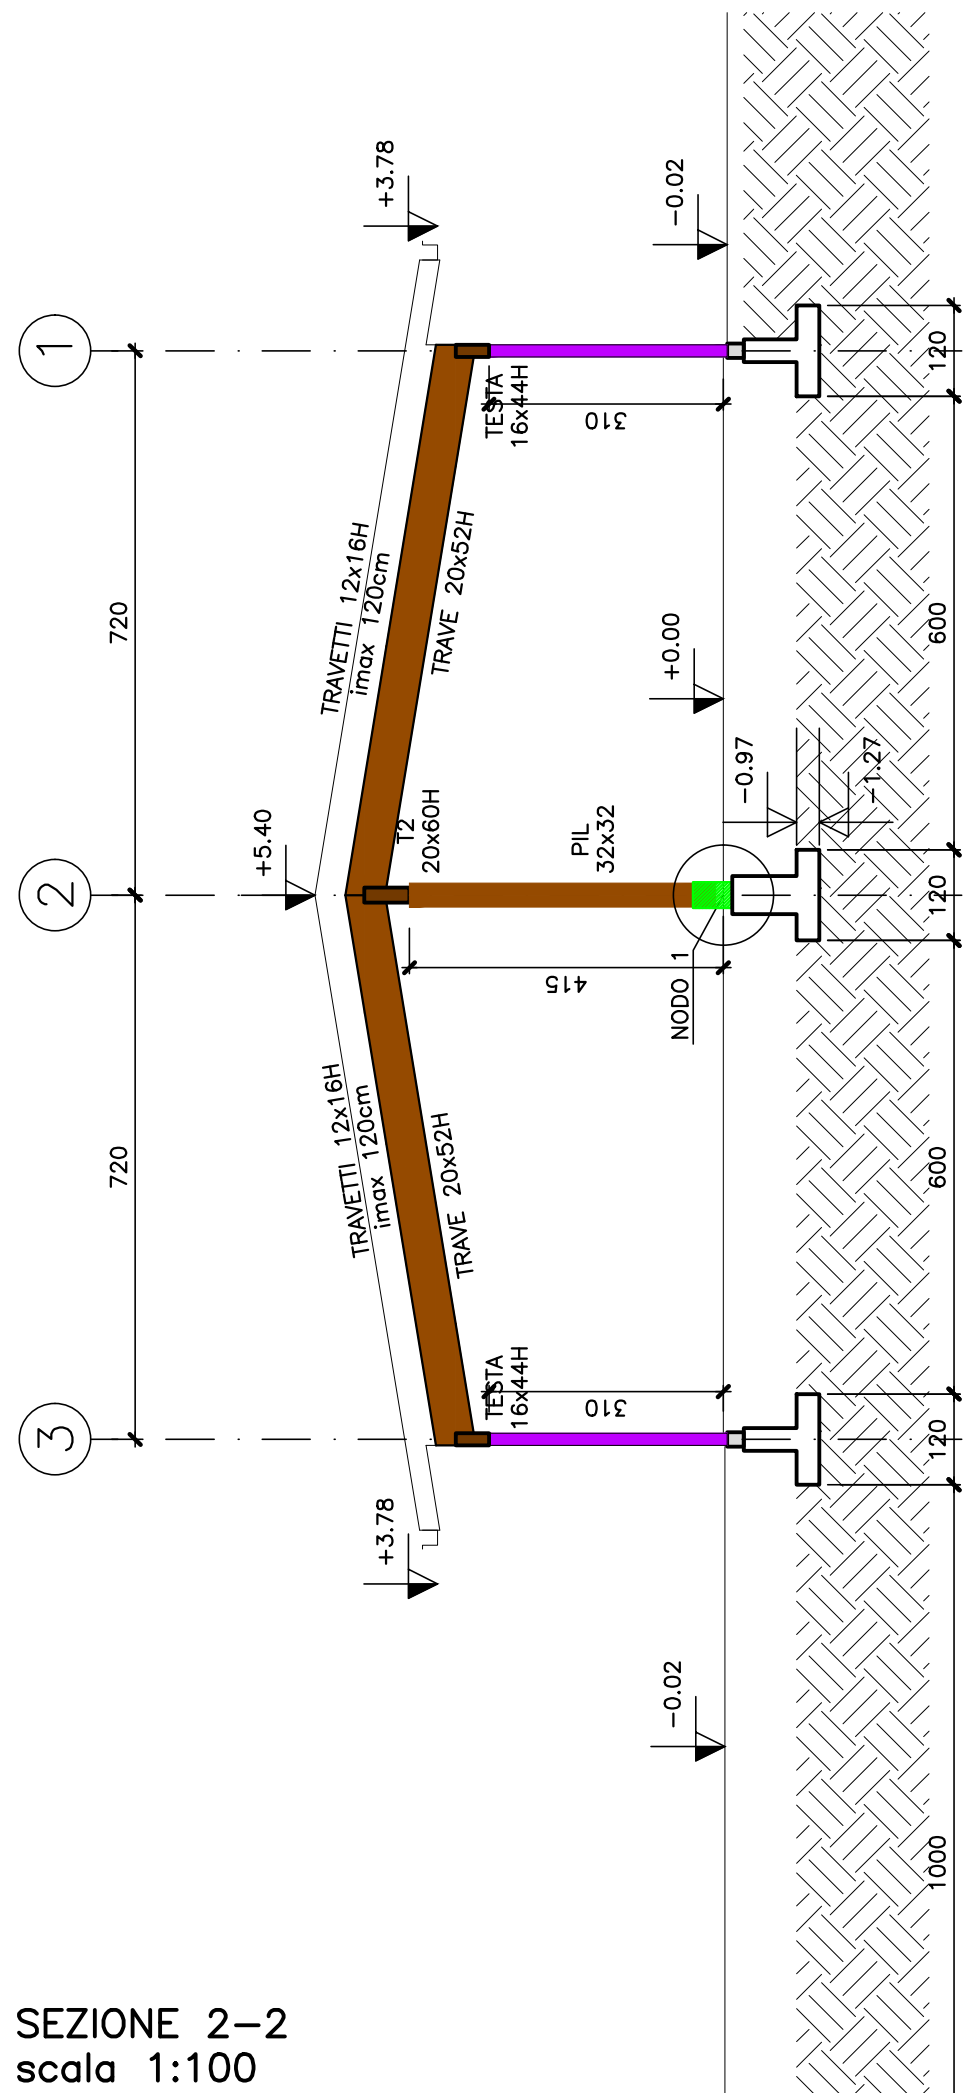 1
2
3
720
720
+3.78
-0.02
TESTA
16x44H
310
120
TRAVETTI 12x16H
imax 120cm
TRAVE 20x52H
600
+0.00
-0.97
-1.27
+5.40
T2
20x60H
PIL
32x32
120
415
NODO 1
TRAVETTI 12x16H
imax 120cm
TRAVE 20x52H
600
TESTA
16x44H
310
120
+3.78
-0.02
1000
SEZIONE 2-2
scala 1:100